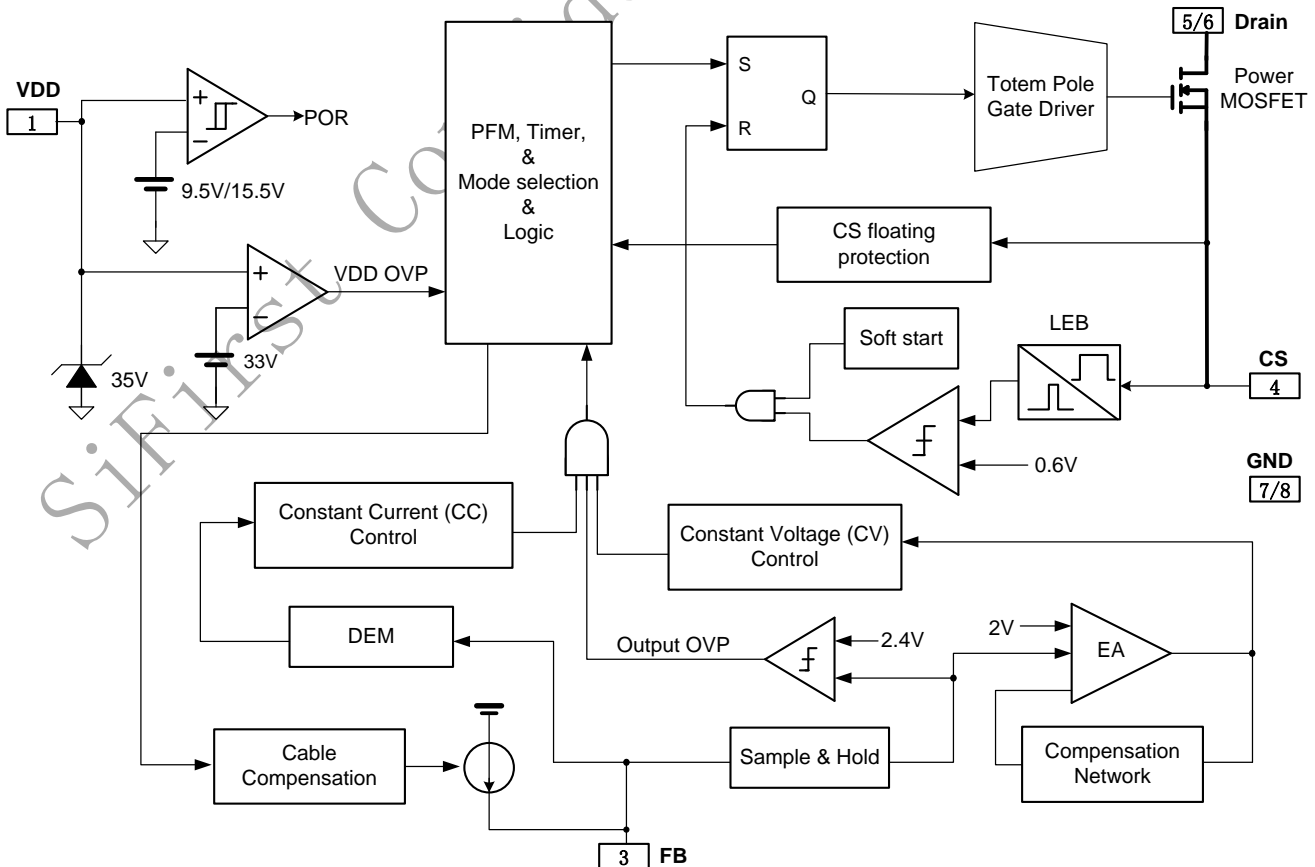 5/6 Drain
VDD
1
POR
9.5V/15.5V
VDD OVP
33V
35V
PFM, Timer,
&
Mode selection
&
Logic
S
R
Q
Totem Pole
Gate Driver
Power
MOSFET
CS floating
protection
Soft start
LEB
CS
4
0.6V
GND
7/8
Constant Current (CC)
Control
Constant Voltage (CV)
Control
DEM
Output OVP
2.4V
2V
EA
Cable
Compensation
Sample & Hold
Compensation
Network
3 FB
SiFirst